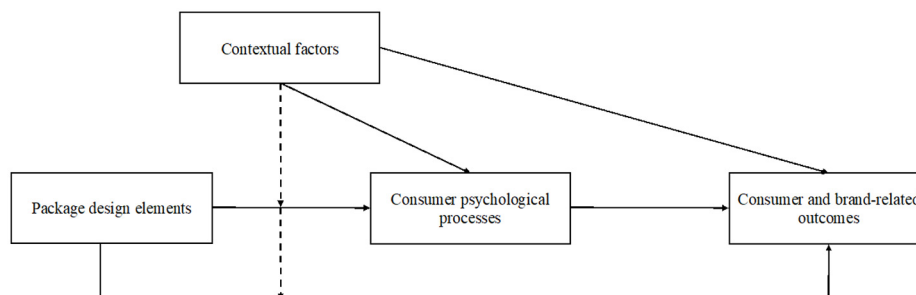 Contextual factors
Package design elements
Consumer psychological
processes
Consumer and brand-related
outcomes